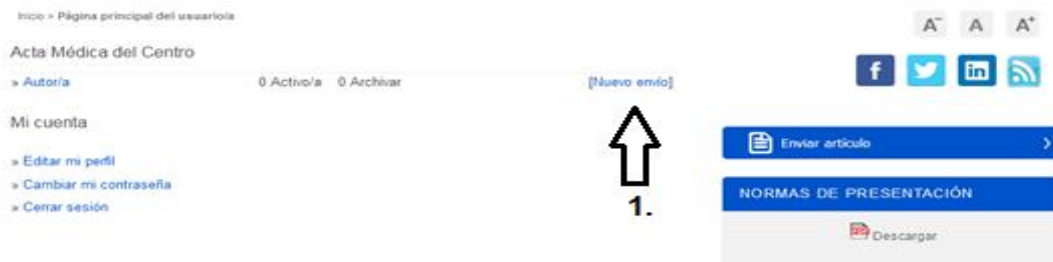 Inicio > Página principal del usuario/a
A- A A+
Acta Médica del Centro
» Autor/a 0 Activo/a 0 Archivar [Nuevo envío]
f in
Mi cuenta
Enviar artículo >
» Editar mi perfil
» Cambiar mi contraseña
» Cerrar sesión
1.
NORMAS DE PRESENTACIÓN
Descargar